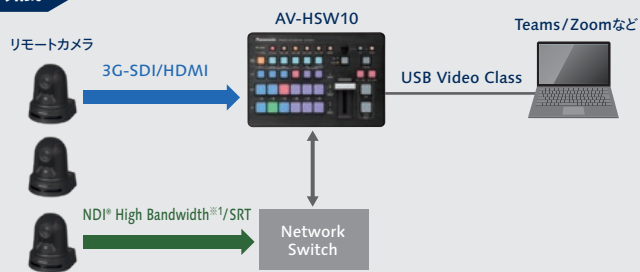 AV-HSW10
Teams/Zoomなど
リモートカメラ
3G-SDI/HDMI
USB Video Class
NDI® High Bandwidth※1/SRT
Network
Switch